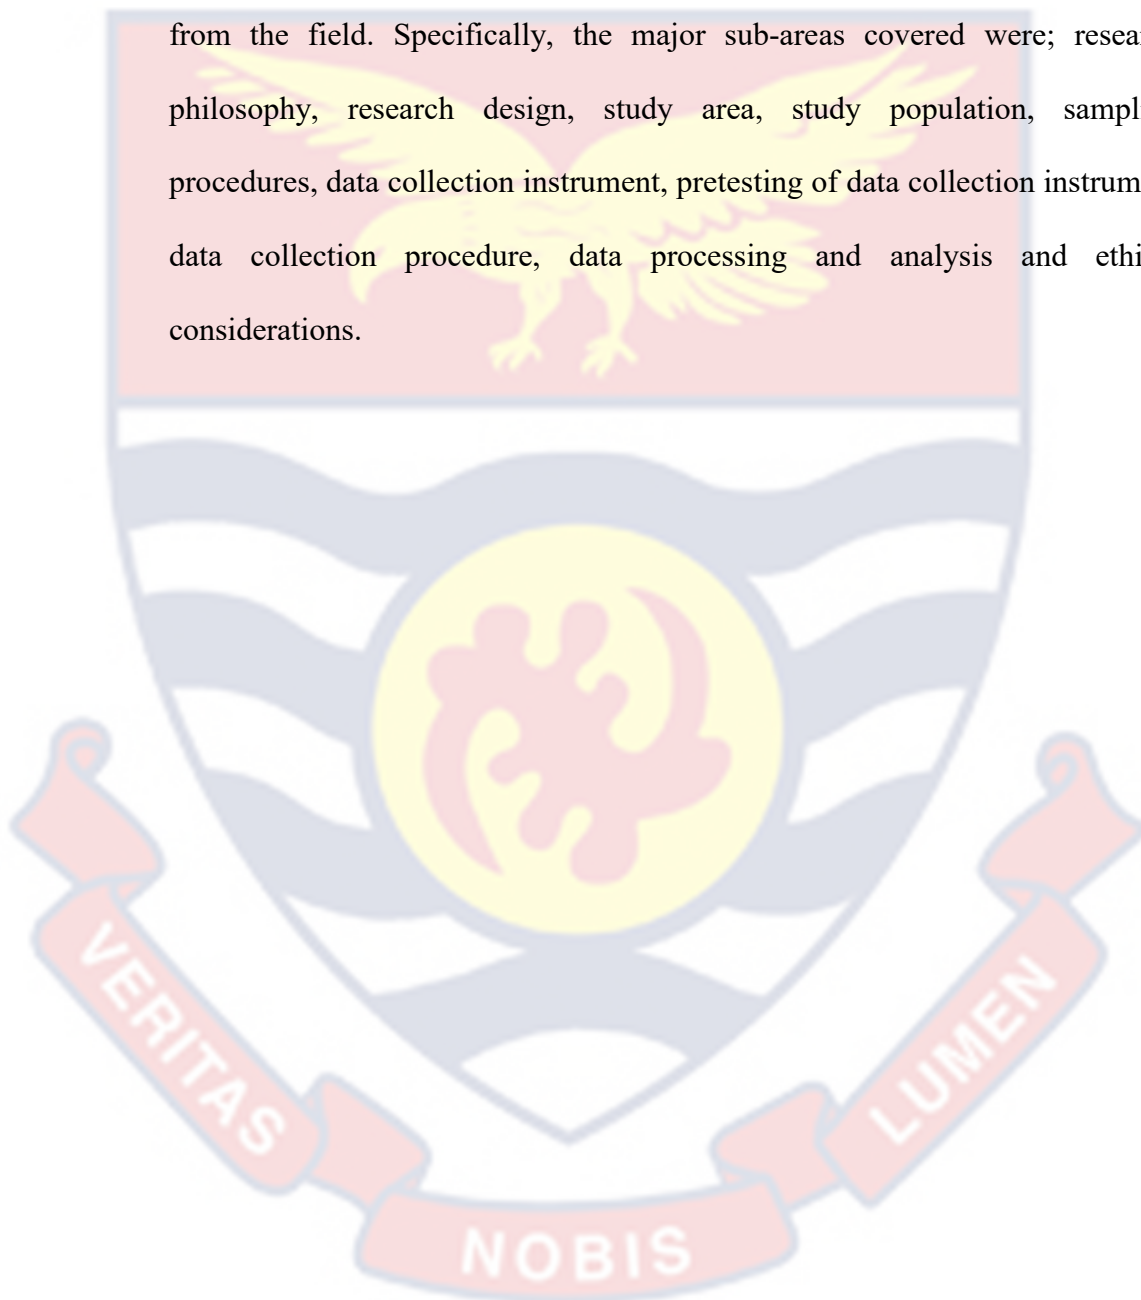 from the field. Specifically, the major sub-areas covered were; resea
philosophy, research design, study area, study population, sampl
procedures, data collection instrument, pretesting of data collection instrum
data collection procedure, data processing and analysis and ethi
considerations.
VERITAS
NOBIS
LUMEN